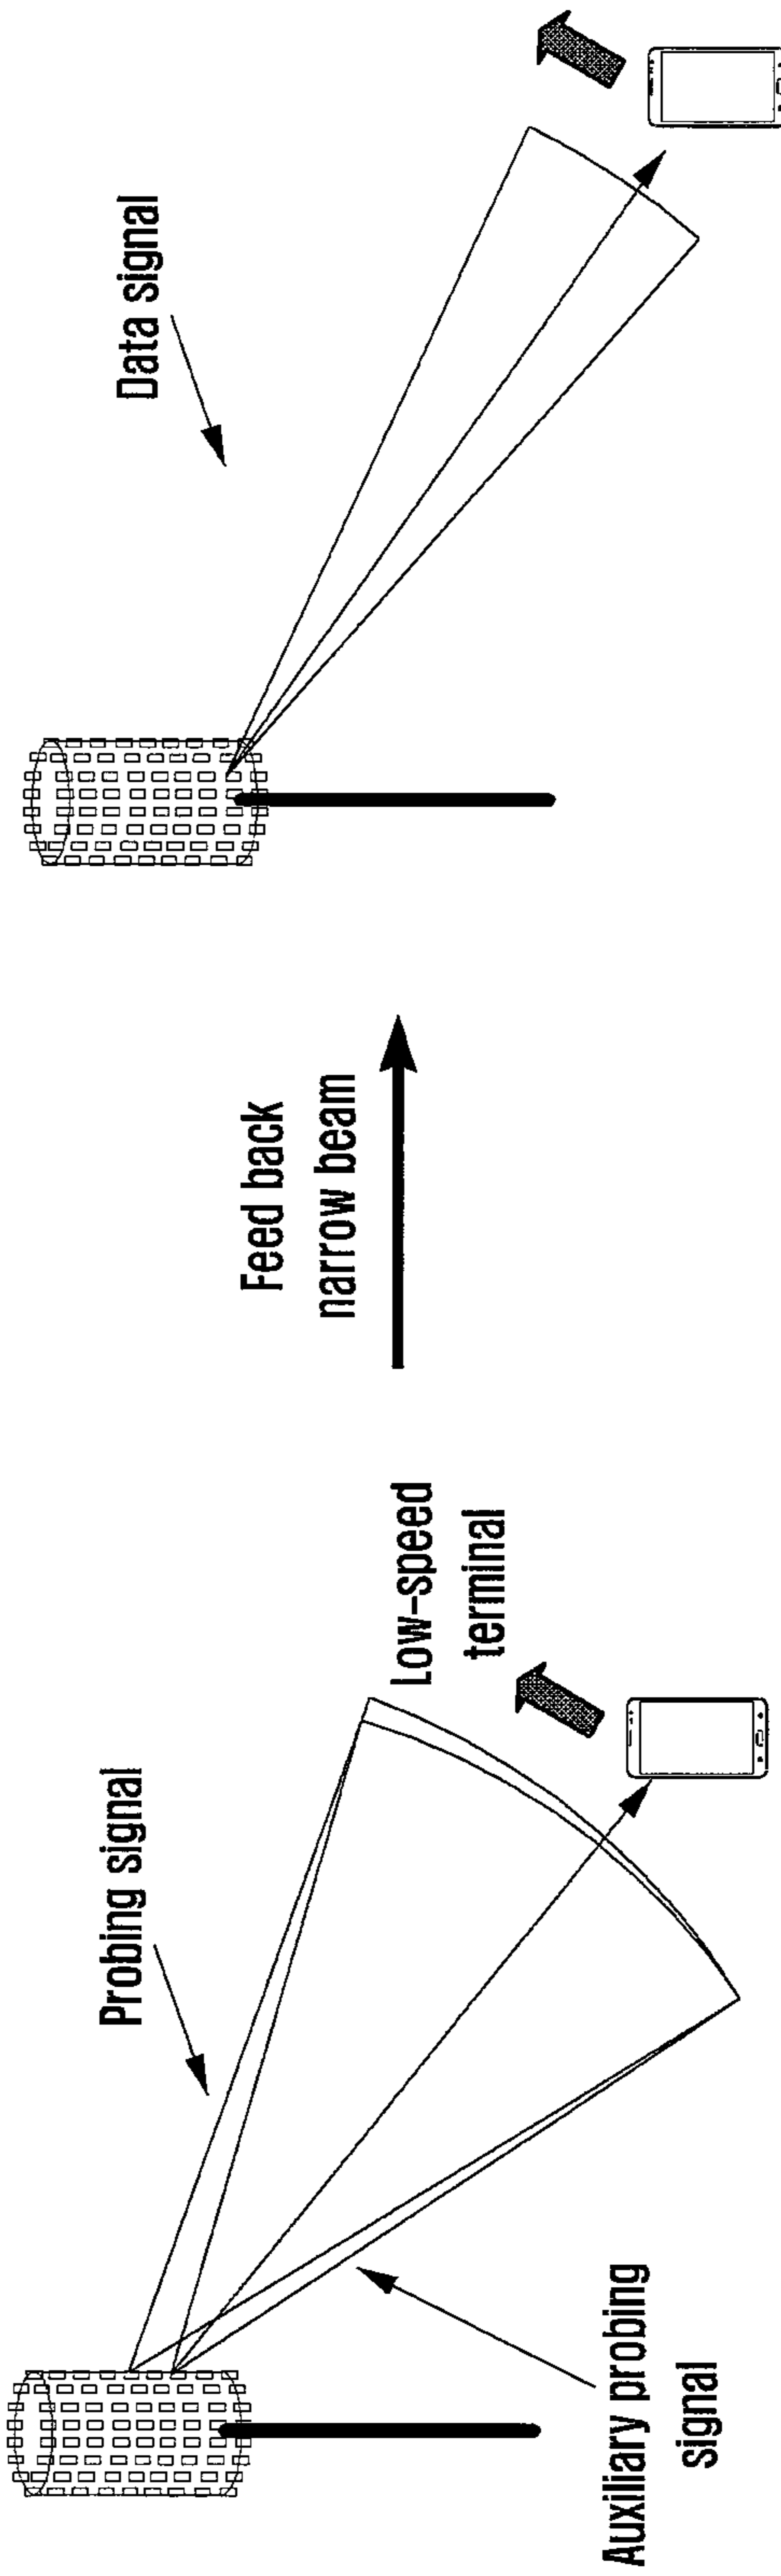 Probing signal
Auxiliary probing
signal
Low-speed
terminal
Feed back
narrow beam
Data signal